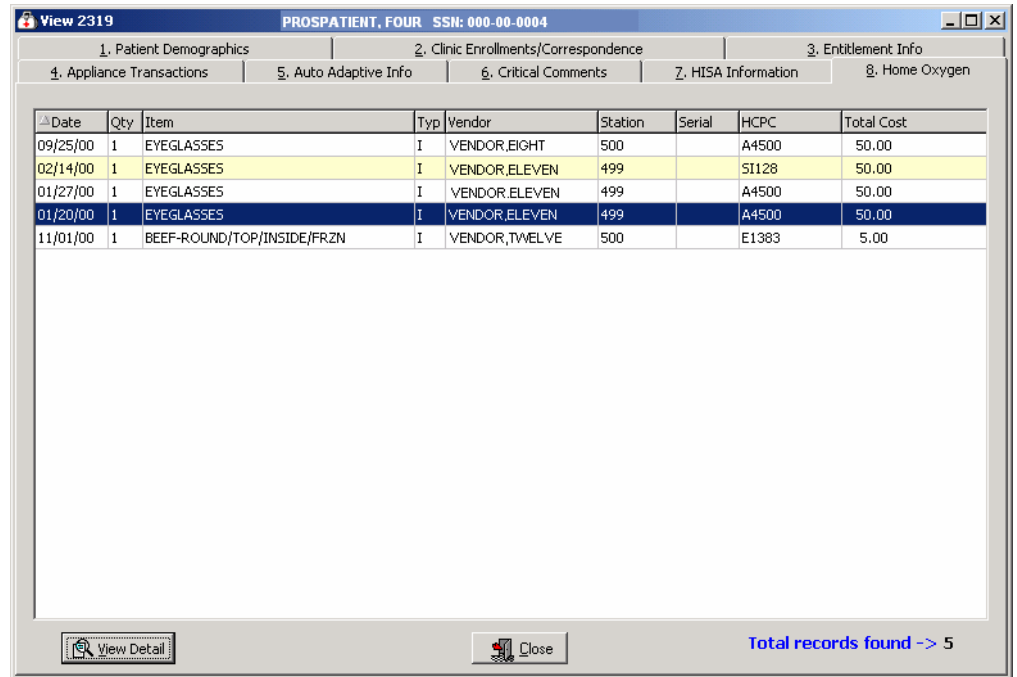 View 2319 PROSPATIENT, FOUR SSN: 000-00-0004
1. Patient Demographics 2. Clinic Enrollments/Correspondence 3. Entitlement Info
4. Appliance Transactions 5. Auto Adaptive Info 6. Critical Comments 7. HISA Information 8. Home Oxygen
Date Qty Item Typ Vendor Station Serial HCPC Total Cost
09/25/00 1 EYEGLASSES I VENDOR,EIGHT 500 A4500 50.00
02/14/00 1 EYEGLASSES I VENDOR,ELEVEN 499 SI128 50.00
01/27/00 1 EYEGLASSES I VENDOR.ELEVEN 499 A4500 50.00
01/20/00 1 EYEGLASSES I VENDOR,ELEVEN 499 A4500 50.00
11/01/00 1 BEEF-ROUND/TOP/INSIDE/FRZN I VENDOR,TWELVE 500 E1383 5.00
View Detail Close Total records found -> 5